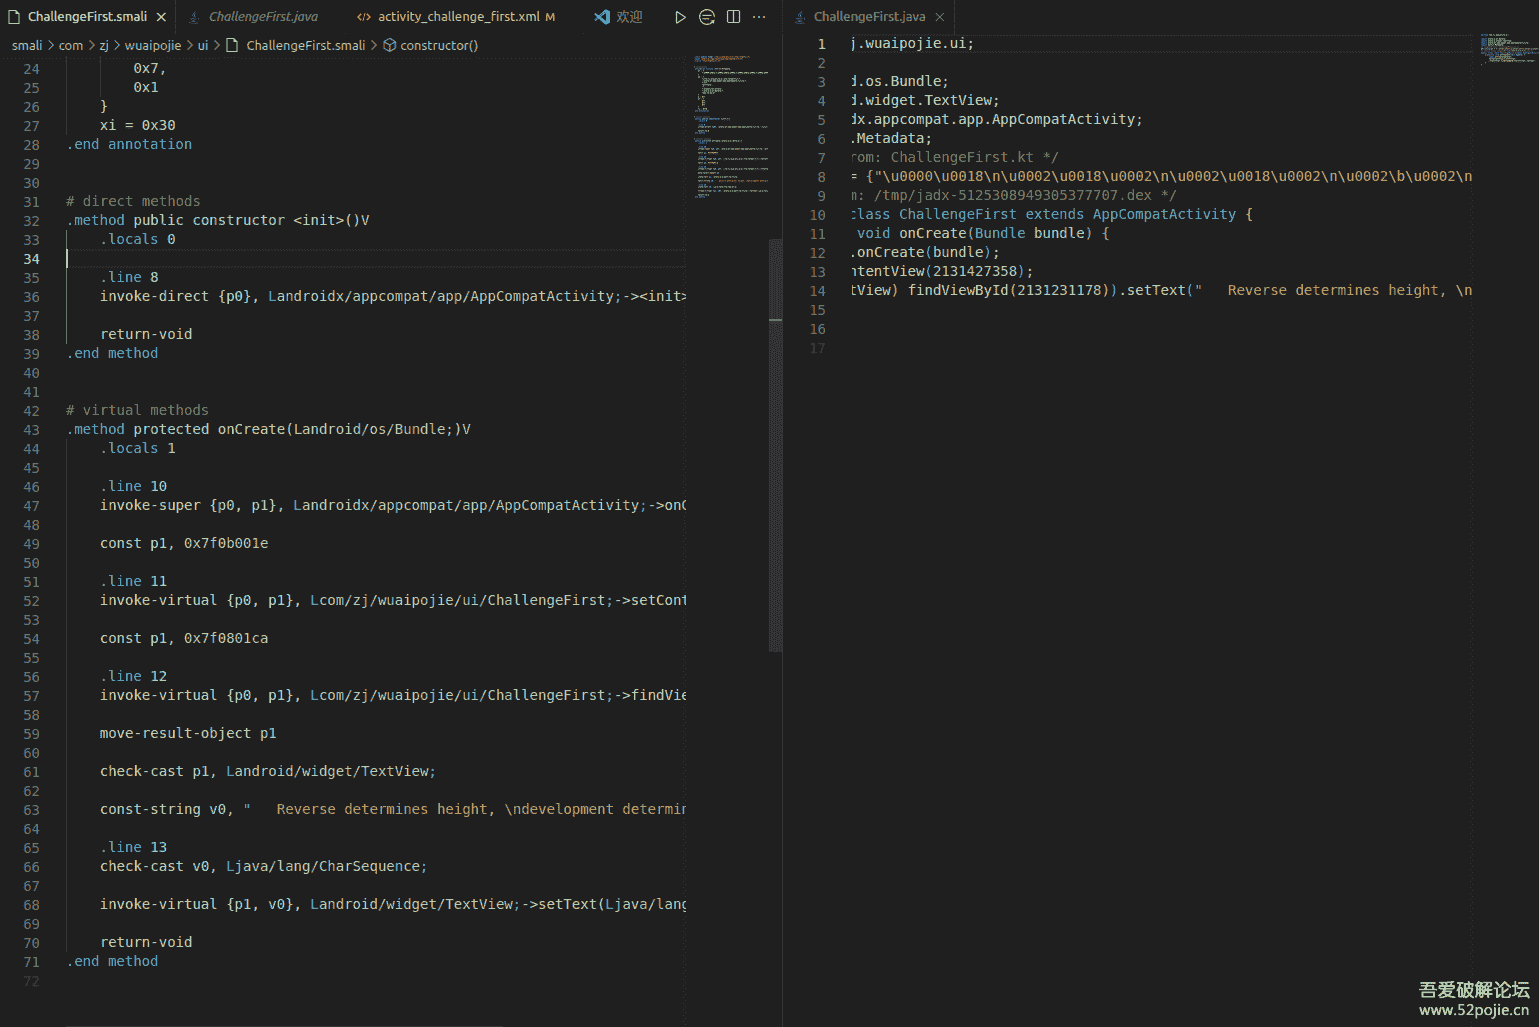 ChallengeFirst.smali
ChallengeFirst.java
activity_challenge_first.xml M
欢迎
smali > com > zj > wuaipojie > ui > ChallengeFirst.smali > constructor()
24 0x7,
25 0x1
26 }
27 xi = 0x30
28 .end annotation
29
30
31 # direct methods
32 .method public constructor <init>()V
33 .locals 0
34
35 .line 8
36 invoke-direct {p0}, Landroidx/appcompat/app/AppCompatActivity;-><init>
37
38 return-void
39 .end method
40
41
42 # virtual methods
43 .method protected onCreate(Landroid/os/Bundle;)V
44 .locals 1
45
46 .line 10
47 invoke-super {p0, p1}, Landroidx/appcompat/app/AppCompatActivity;->onC
48
49 const p1, 0x7f0b001e
50
51 .line 11
52 invoke-virtual {p0, p1}, Lcom/zj/wuaipojie/ui/ChallengeFirst;->setCont
53
54 const p1, 0x7f0801ca
55
56 .line 12
57 invoke-virtual {p0, p1}, Lcom/zj/wuaipojie/ui/ChallengeFirst;->findVie
58
59 move-result-object p1
60
61 check-cast p1, Landroid/widget/TextView;
62
63 const-string v0, "   Reverse determines height, \ndevelopment determin
64
65 .line 13
66 check-cast v0, Ljava/lang/CharSequence;
67
68 invoke-virtual {p1, v0}, Landroid/widget/TextView;->setText(Ljava/lang
69
70 return-void
71 .end method
72
ChallengeFirst.java
1 j.wuaipojie.ui;
2
3 d.os.Bundle;
4 d.widget.TextView;
5 dx.appcompat.app.AppCompatActivity;
6 .Metadata;
7 rom: ChallengeFirst.kt */
8 = {"\u0000\u0018\n\u0002\u0018\u0002\n\u0002\u0018\u0002\n\u0002\b\u0002\n
9 m: /tmp/jadx-5125308949305377707.dex */
10 class ChallengeFirst extends AppCompatActivity {
11 void onCreate(Bundle bundle) {
12 .onCreate(bundle);
13 ntentView(2131427358);
14 tView) findViewById(2131231178)).setText("   Reverse determines height, \n
15
16
17
吾爱破解论坛
www.52pojie.cn